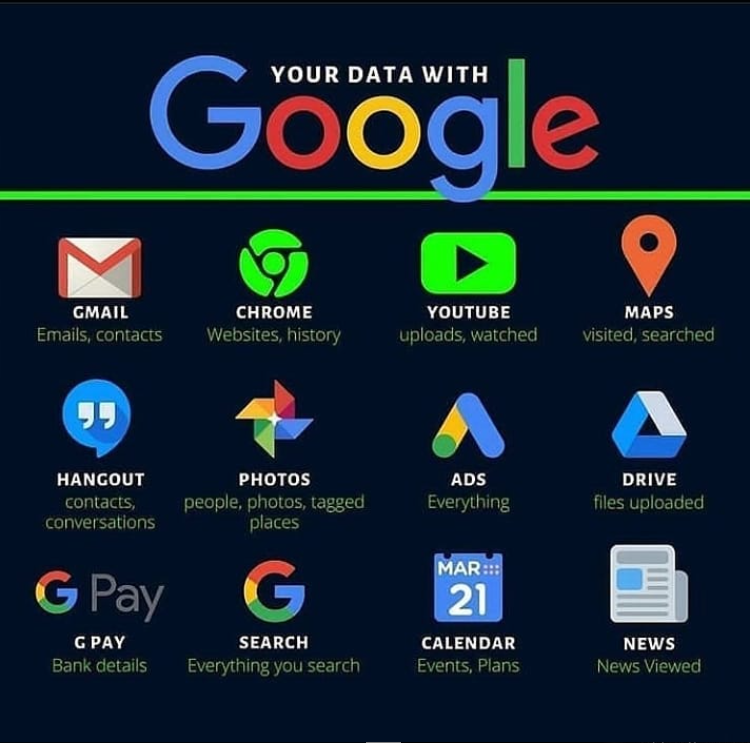 YOUR DATA WITH
Google
GMAIL
Emails, contacts
CHROME
Websites, history
YOUTUBE
uploads, watched
MAPS
visited, searched
HANGOUT
contacts,
conversations
PHOTOS
people, photos, tagged
places
ADS
Everything
DRIVE
files uploaded
G Pay
G PAY
Bank details
G
SEARCH
Everything you search
MAR
21
CALENDAR
Events, Plans
NEWS
News Viewed